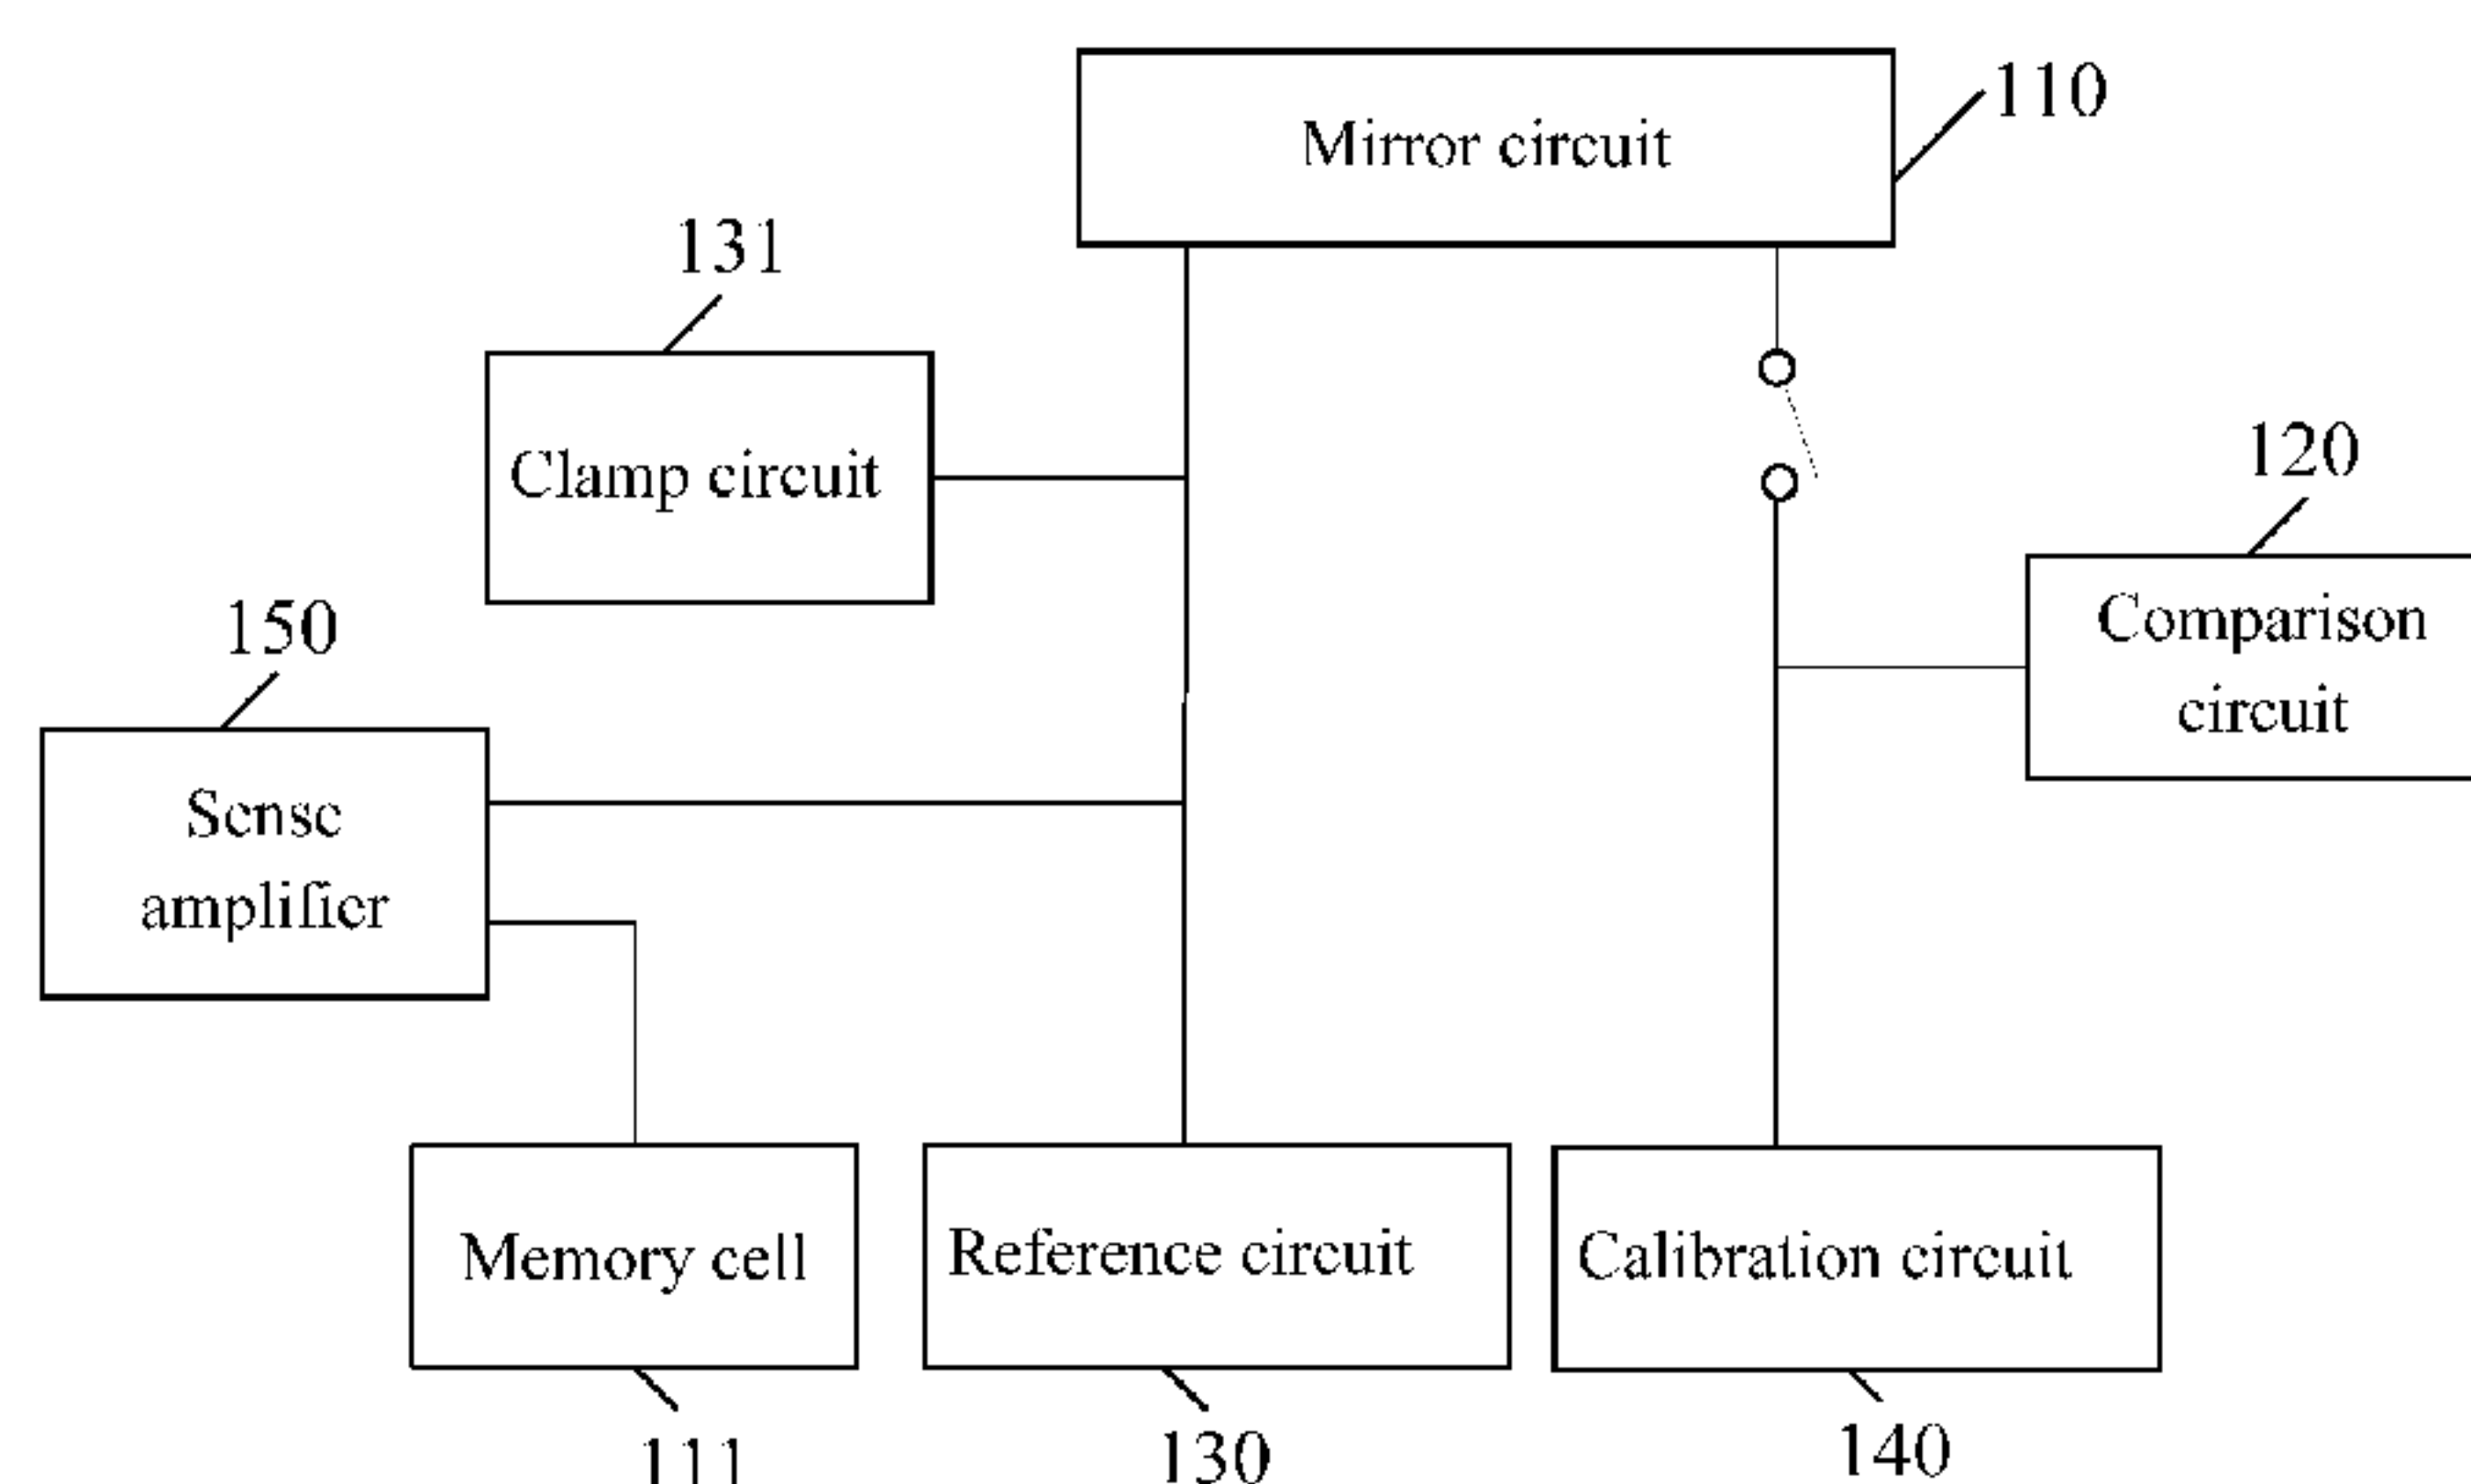 Mirror circuit
110
131
Clamp circuit
120
Comparison
circuit
150
Sense
amplifier
Memory cell
Reference circuit
Calibration circuit
111
130
140